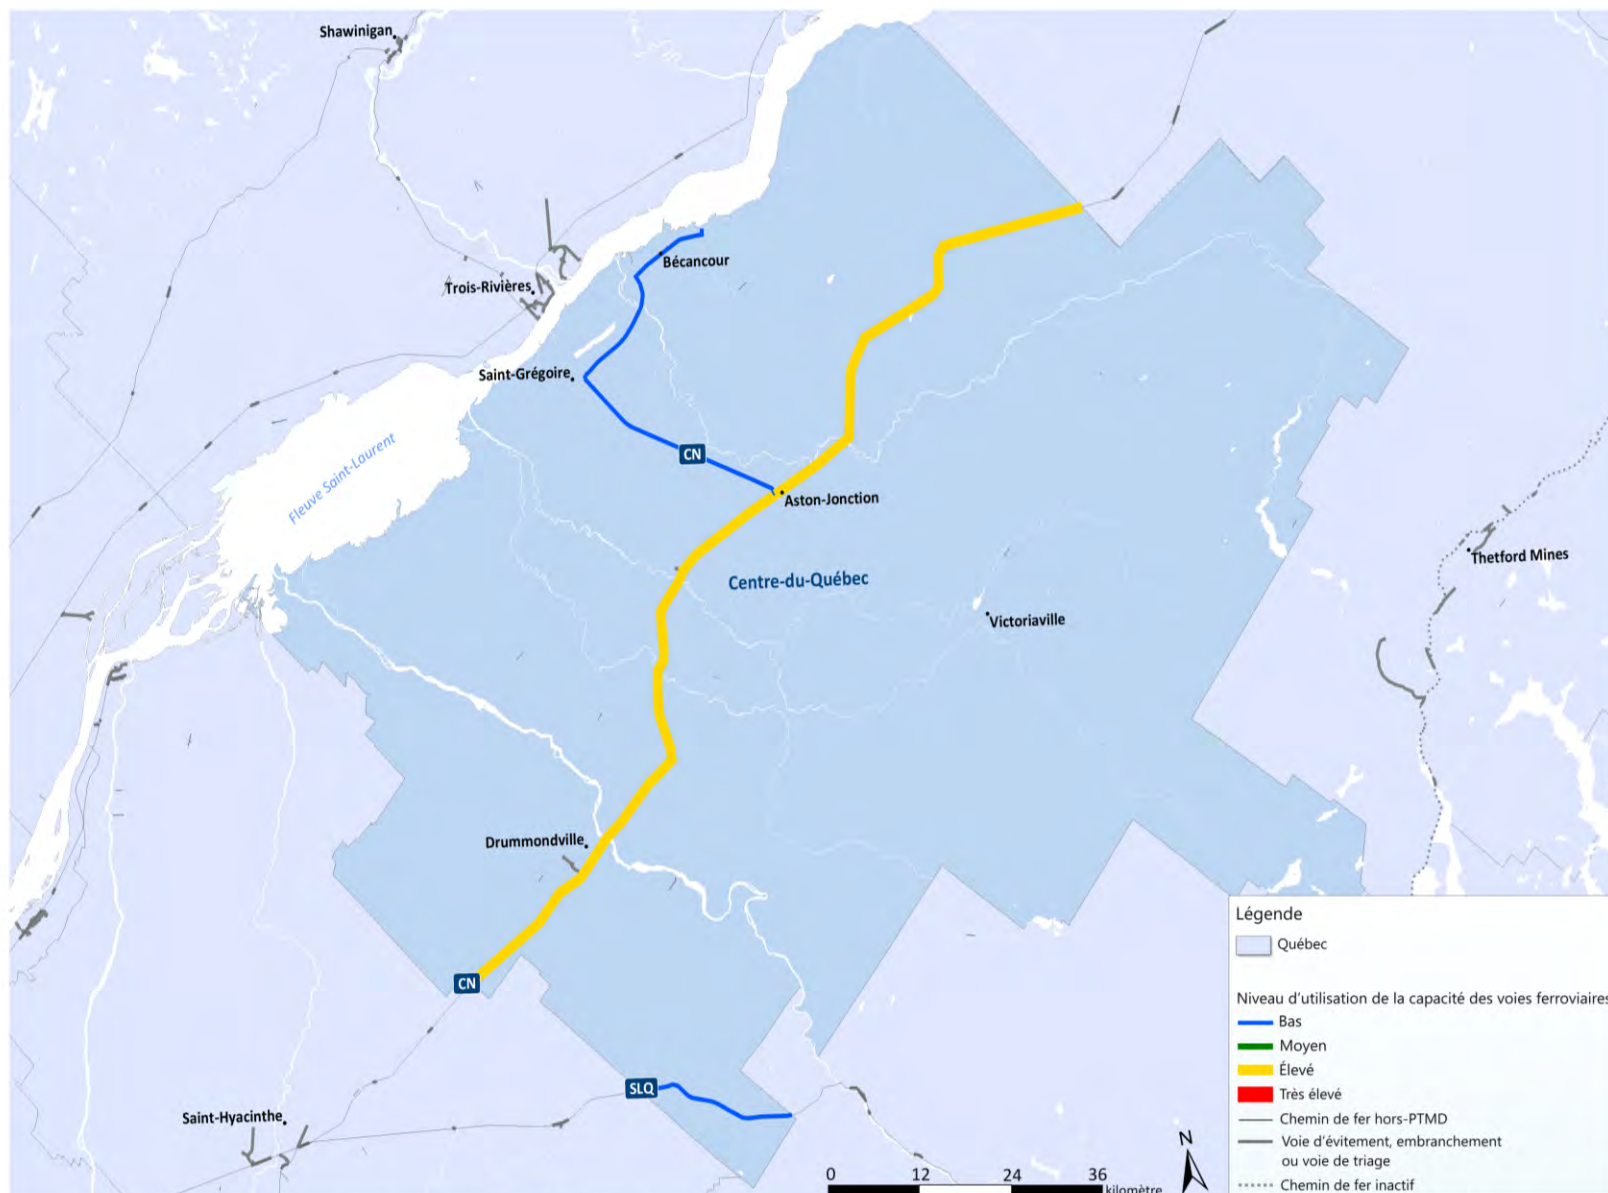 Shawinigan
Bécancour
Trois-Rivières
Saint-Grégoire
Fleuve Saint-Laurent
CN
Aston-Jonction
Thetford Mines
Centre-du-Québec
Victoriaville
Drummondville
CN
SLQ
Saint-Hyacinthe
Légende
Québec
Niveau d'utilisation de la capacité des voies ferroviaires
Bas
Moyen
Élevé
Très élevé
Chemin de fer hors-PTMD
Voie d'évitement, embranchement
ou voie de triage
Chemin de fer inactif
N
0 12 24 36
kilomètre